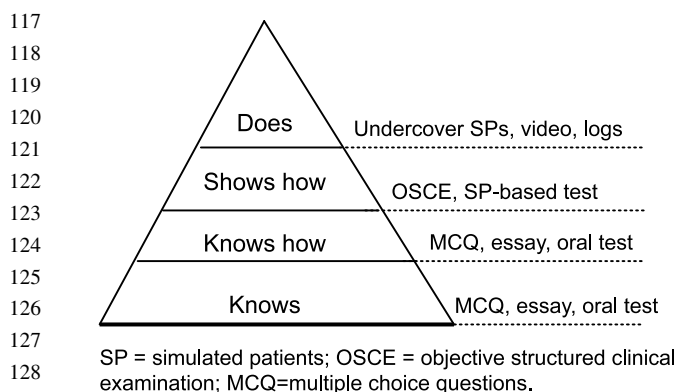 117
118
119
120
Does
Undercover SPs, video, logs
121
122
Shows how
OSCE, SP-based test
123
124
Knows how
MCQ, essay, oral test
125
126
Knows
MCQ, essay, oral test
127
SP = simulated patients; OSCE = objective structured clinical
128
examination; MCQ=multiple choice questions.